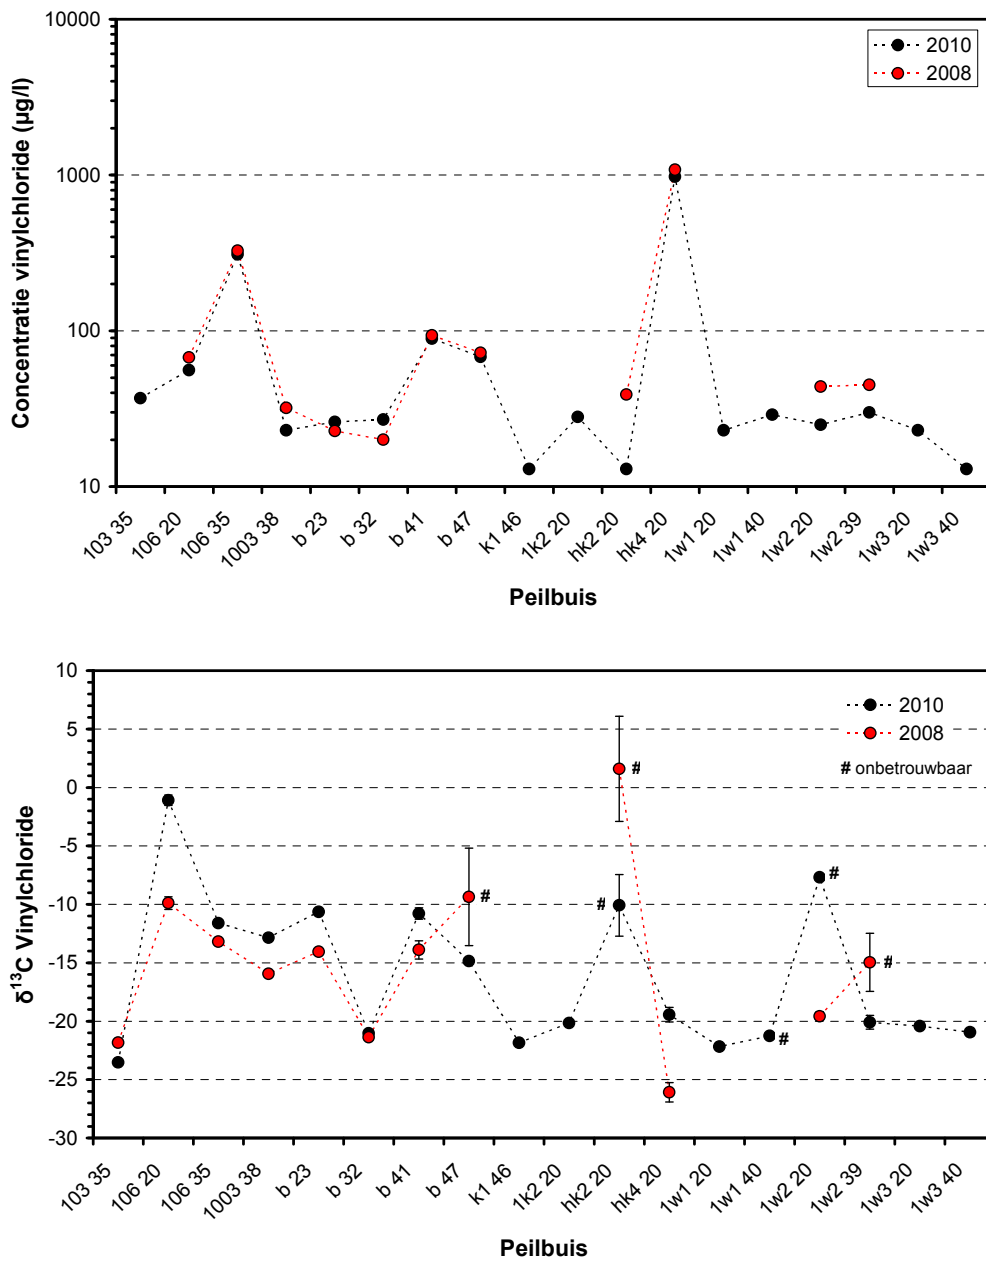 10000
1000
100
10
Concentratie vinylchloride (µg/l)
2010
2008
103 35
106 20
106 35
1003 38
b 23
b 32
b 41
b 47
k1 46
1k2 20
hk2 20
hk4 20
1w1 20
1w1 40
1w2 20
1w2 39
1w3 20
1w3 40
Peilbuis
10
5
0
-5
-10
-15
-20
-25
-30
δ¹³C Vinylchloride
2010
2008
# onbetrouwbaar
#
#
#
#
#
#
103 35
106 20
106 35
1003 38
b 23
b 32
b 41
b 47
k1 46
1k2 20
hk2 20
hk4 20
1w1 20
1w1 40
1w2 20
1w2 39
1w3 20
1w3 40
Peilbuis